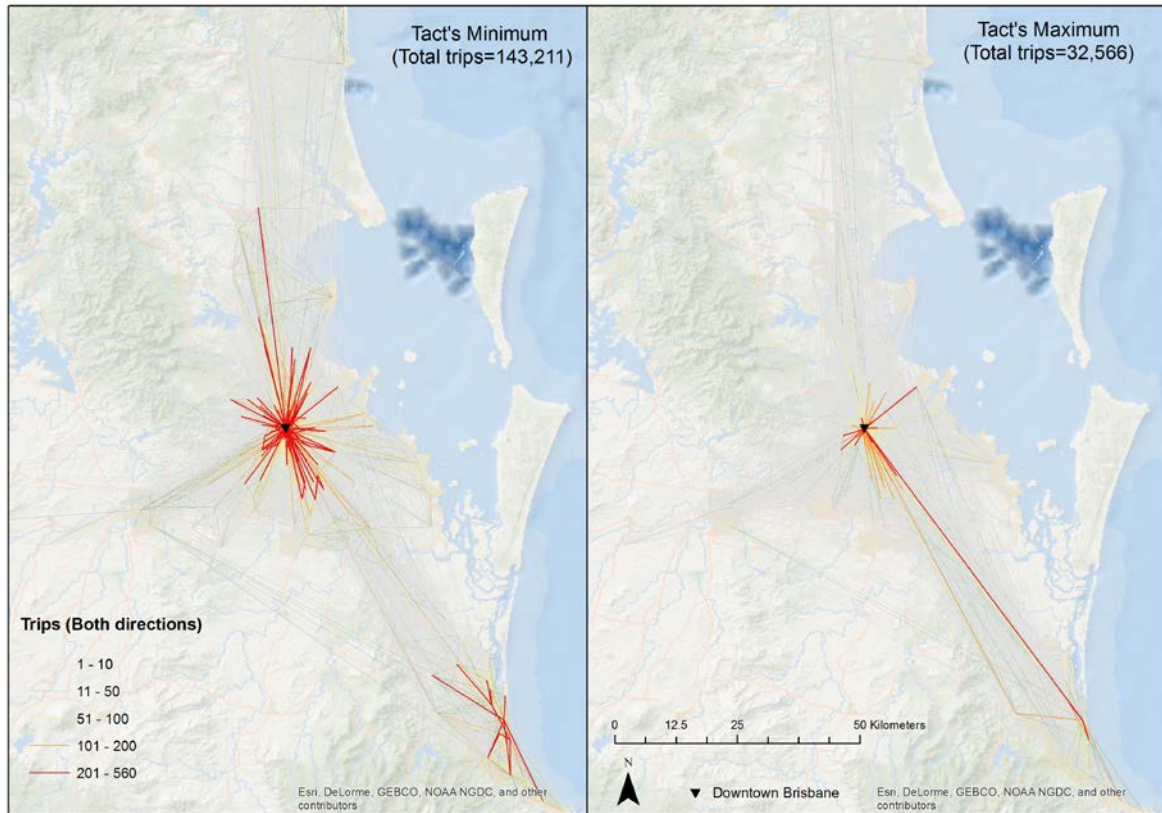 Tact's Minimum
(Total trips=143,211)
Trips (Both directions)
1 - 10
11 - 50
51 - 100
101 - 200
201 - 560
Esri, DeLorme, GEBCO, NOAA NGDC, and other
contributors
Tact's Maximum
(Total trips=32,566)
0 12.5 25 50 Kilometers
N
Downtown Brisbane
Esri, DeLorme, GEBCO, NOAA NGDC, and other
contributors